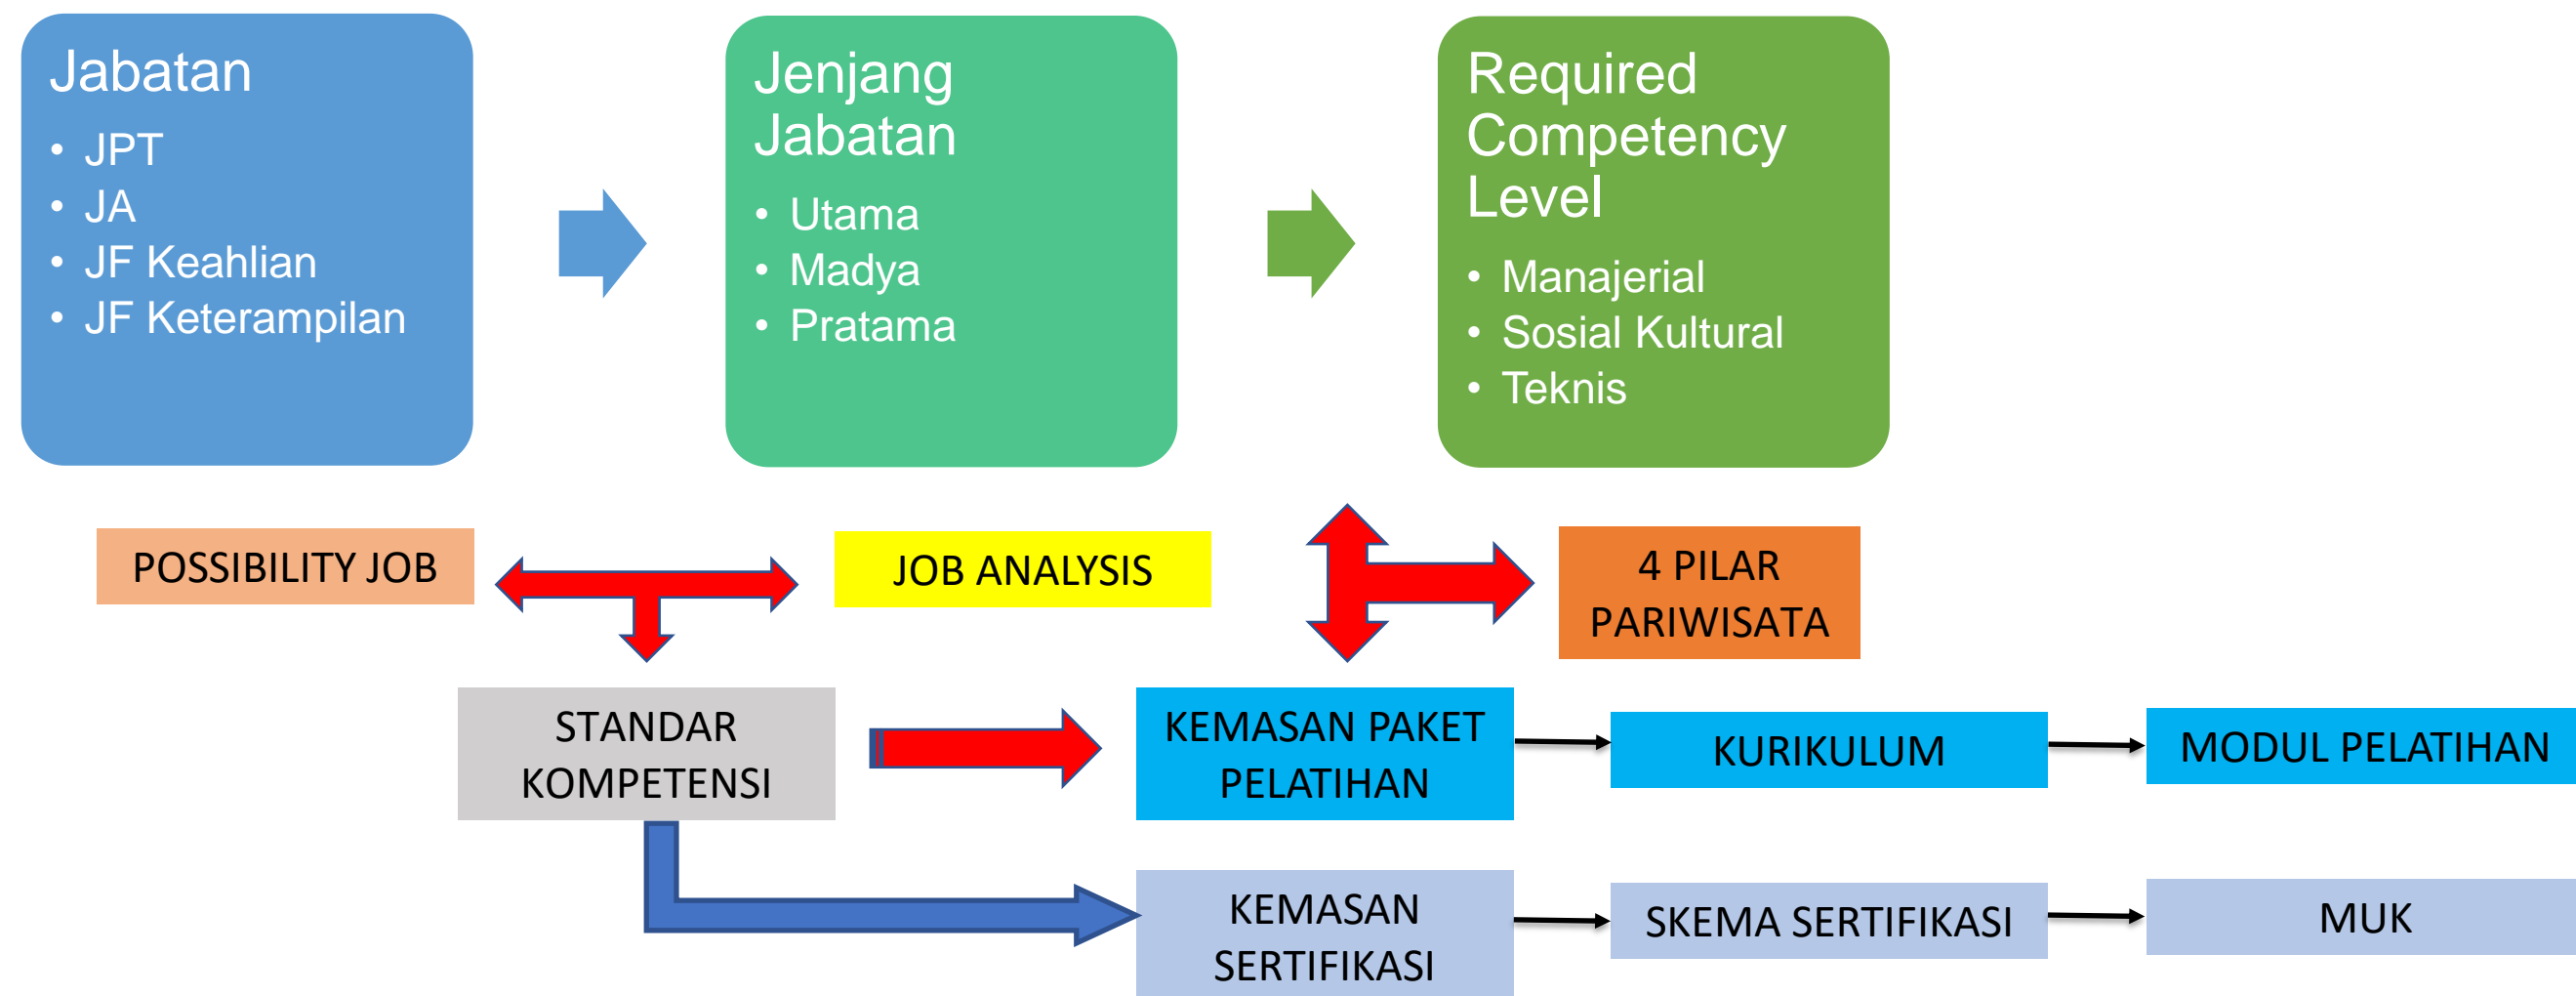 Jabatan
• JPT
• JA
• JF Keahlian
• JF Keterampilan
Jenjang
Jabatan
• Utama
• Madya
• Pratama
Required
Competency
Level
• Manajerial
• Sosial Kultural
• Teknis
POSSIBILITY JOB
JOB ANALYSIS
4 PILAR
PARIWISATA
STANDAR
KOMPETENSI
KEMASAN PAKET
PELATIHAN
KURIKULUM
MODUL PELATIHAN
KEMASAN
SERTIFIKASI
SKEMA SERTIFIKASI
MUK